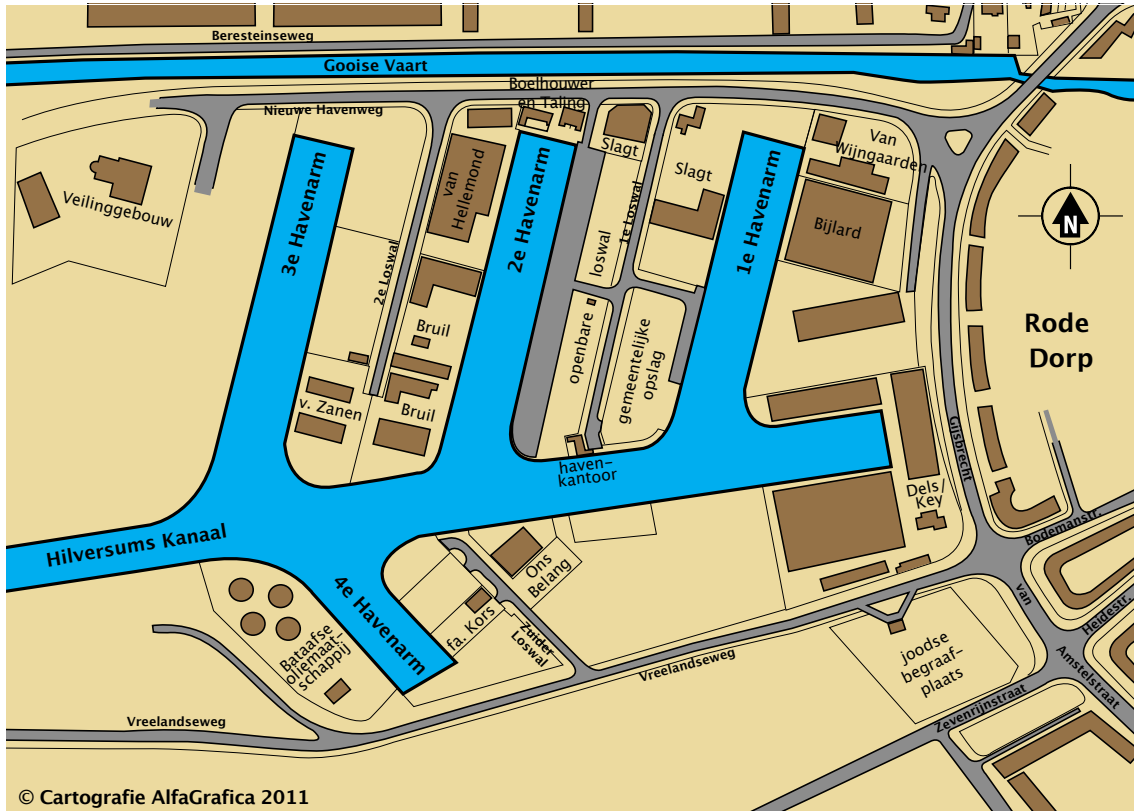 Beresteinseweg
Gooise Vaart
Boelhouwer
en Taling
Nieuwe Havenweg
Slagt
Van
Wijngaarden
Veilinggebouw
3e Havenarm
van
Hellemond
2e Havenarm
loswal
1e Loswal
Slagt
1e Havenarm
Bijlard
N
2e Loswal
Bruil
openbare
gemeentelijke
opslag
Rode
Dorp
v. Zanen
Bruil
haven-
kantoor
Gijsbrecht
Dels/
Key
Hilversums Kanaal
4e Havenarm
Ons
Belang
Bodemanstr.
van
Heidestr.
Bataafse
oliemaat-
schappij
fa. Kors
Zuider
Loswal
Vreelandseweg
joodse
begraaf-
plaats
Amstelstraat
Zevenrijnstraat
Vreelandseweg
© Cartografie AlfaGrafica 2011